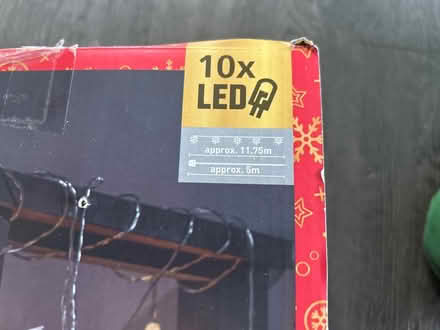 10x
LED
approx. 11.75m
approx. 5m